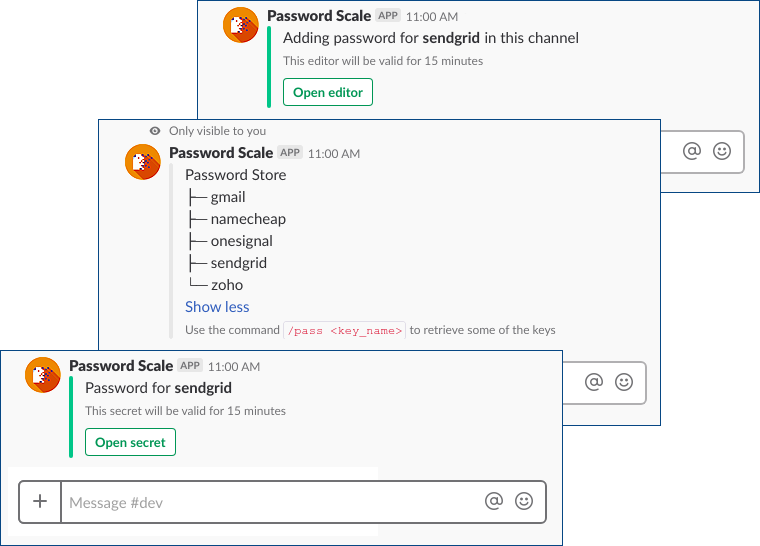 Password Scale APP 11:00 AM
Adding password for sendgrid in this channel
This editor will be valid for 15 minutes
Open editor
Only visible to you
Password Scale APP 11:00 AM
Password Store
├─ gmail
├─ namecheap
├─ onesignal
├─ sendgrid
└─ zoho
Show less
Use the command /pass <key_name> to retrieve some of the keys
Password Scale APP 11:00 AM
Password for sendgrid
This secret will be valid for 15 minutes
Open secret
Message #dev